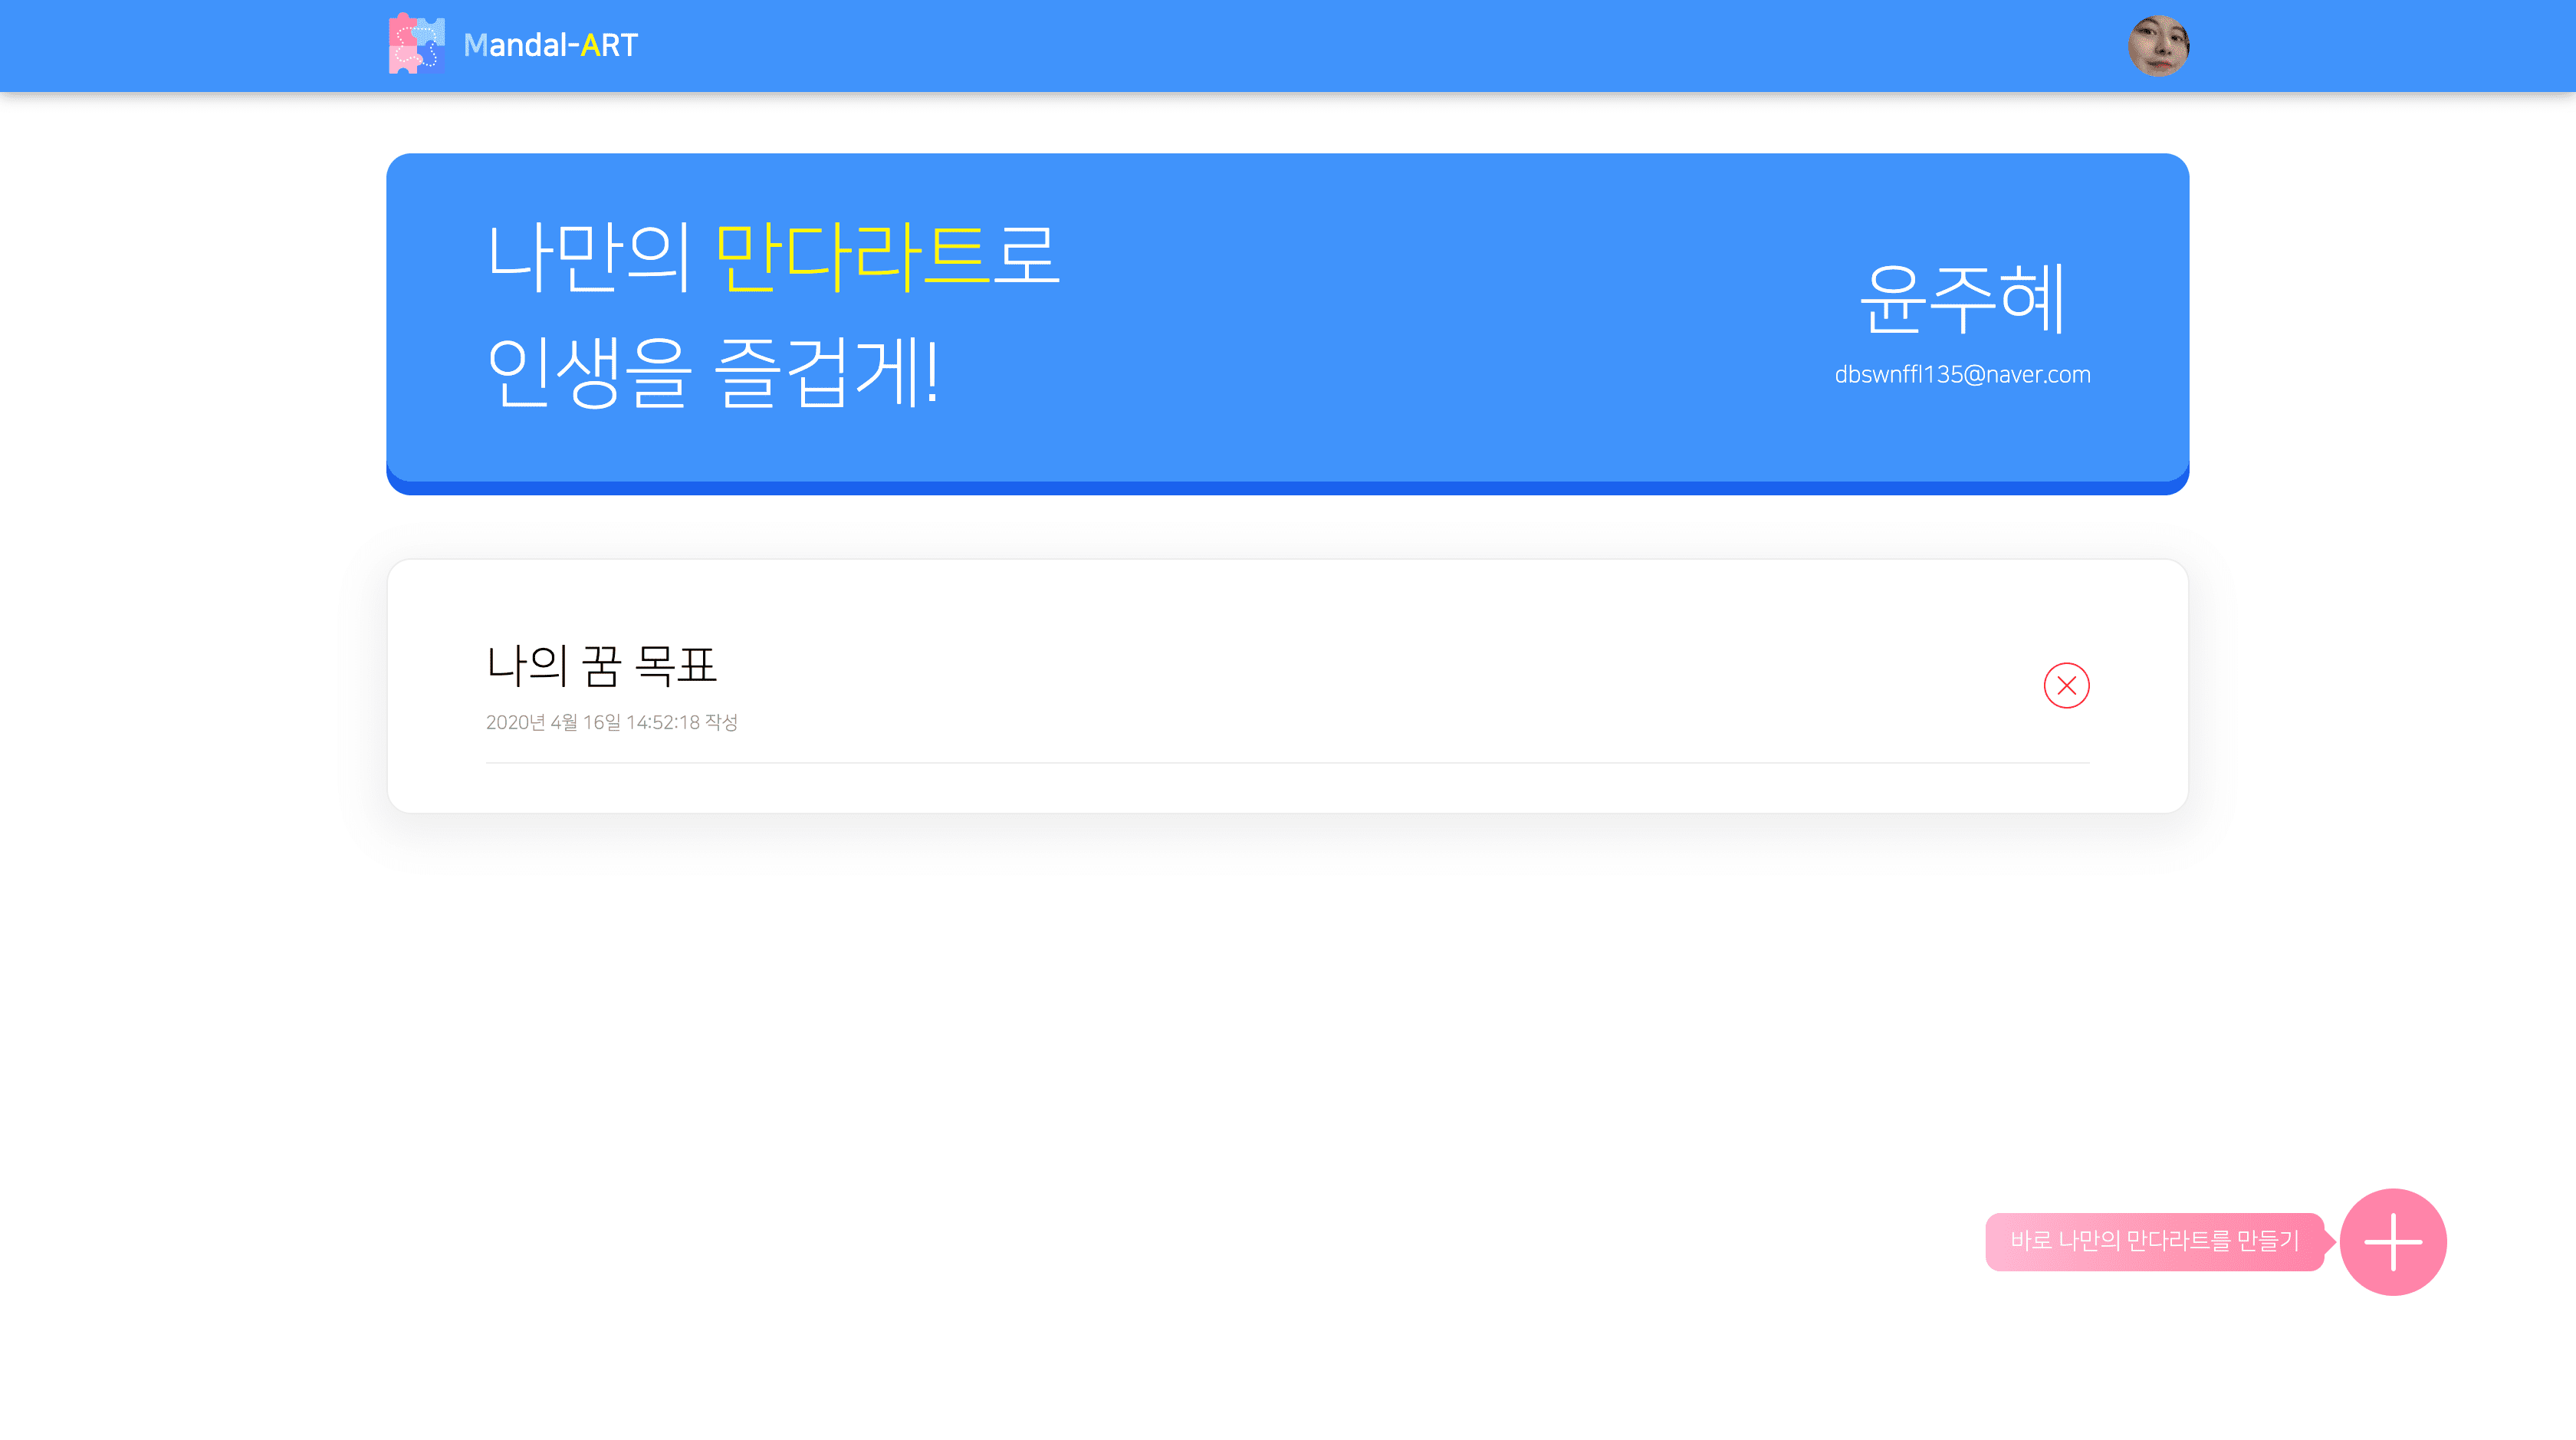 Mandal-ART
나만의 만다라트로
인생을 즐겁게!
윤주혜
dbswnffl135@naver.com
나의 꿈 목표
2020년 4월 16일 14:52:18 작성
바로 나만의 만다라트를 만들기